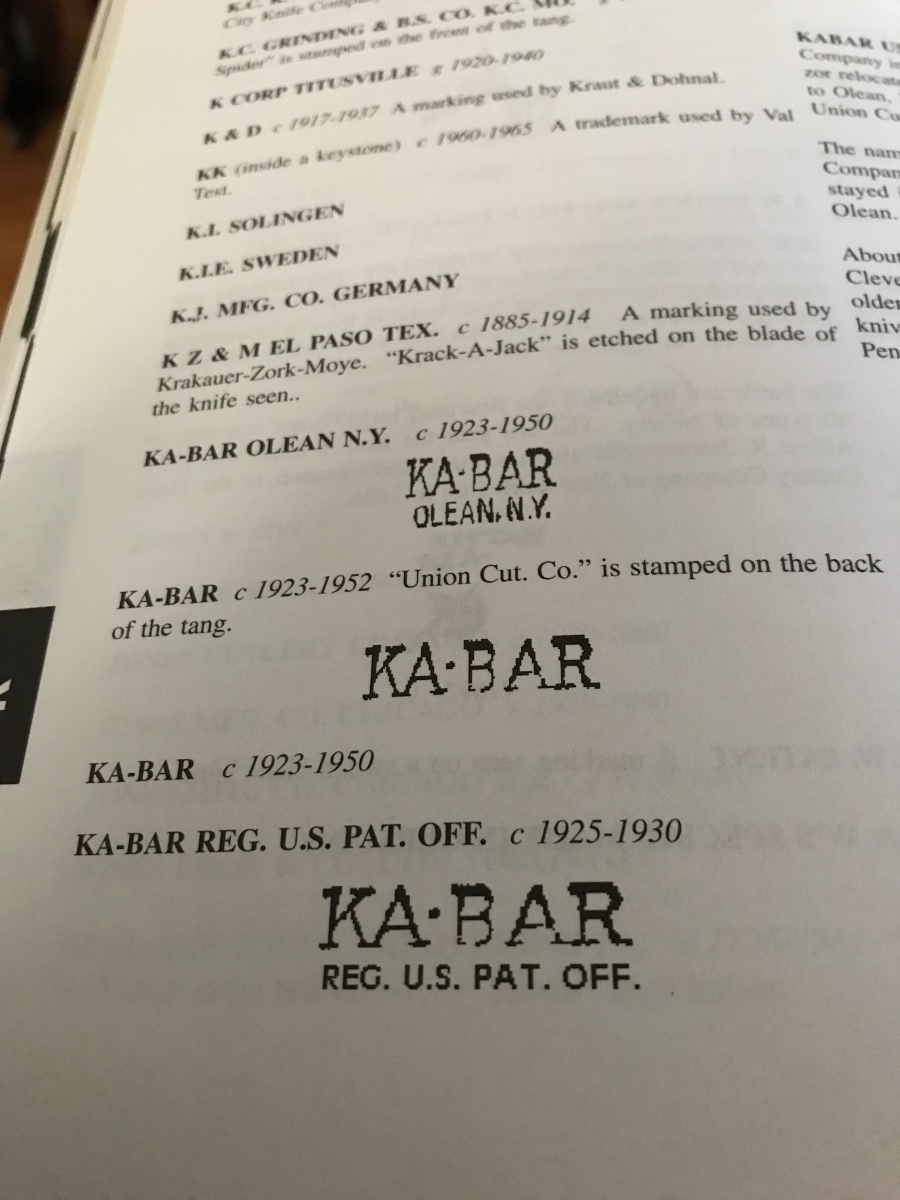 City Knife Comp
K.C. GRINDING & B.S. CO. K.C. MO.
Spider" is stamped on the front of the tang.
K CORP TITUSVILLE g 1920-1940
K & D c 1917-1937 A marking used by Kraut & Dohnal.
KK (inside a keystone) c 1960-1965 A trademark used by Val
Test.
K.I. SOLINGEN
K.I.E. SWEDEN
K.J. MFG. CO. GERMANY
K Z & M EL PASO TEX. c 1885-1914 A marking used by
Krakauer-Zork-Moye. "Krack-A-Jack" is etched on the blade of
the knife seen..
KA-BAR OLEAN N.Y. c 1923-1950
KA·BAR
OLEAN, N.Y.
KA-BAR c 1923-1952 "Union Cut. Co." is stamped on the back
of the tang.
KA·BAR
KA-BAR c 1923-1950
KA-BAR REG. U.S. PAT. OFF. c 1925-1930
KA·BAR
REG. U.S. PAT. OFF.
KABAR US
Company i
zor relocat
to Olean,
Union Cu
The nam
Compan
stayed i
Olean.
About
Cleve
older
kniv
Pen